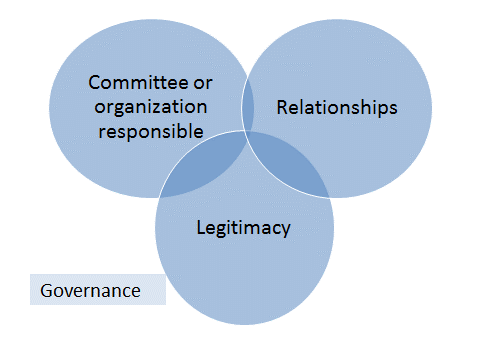 Committee or
organization
responsible
Relationships
Legitimacy
Governance